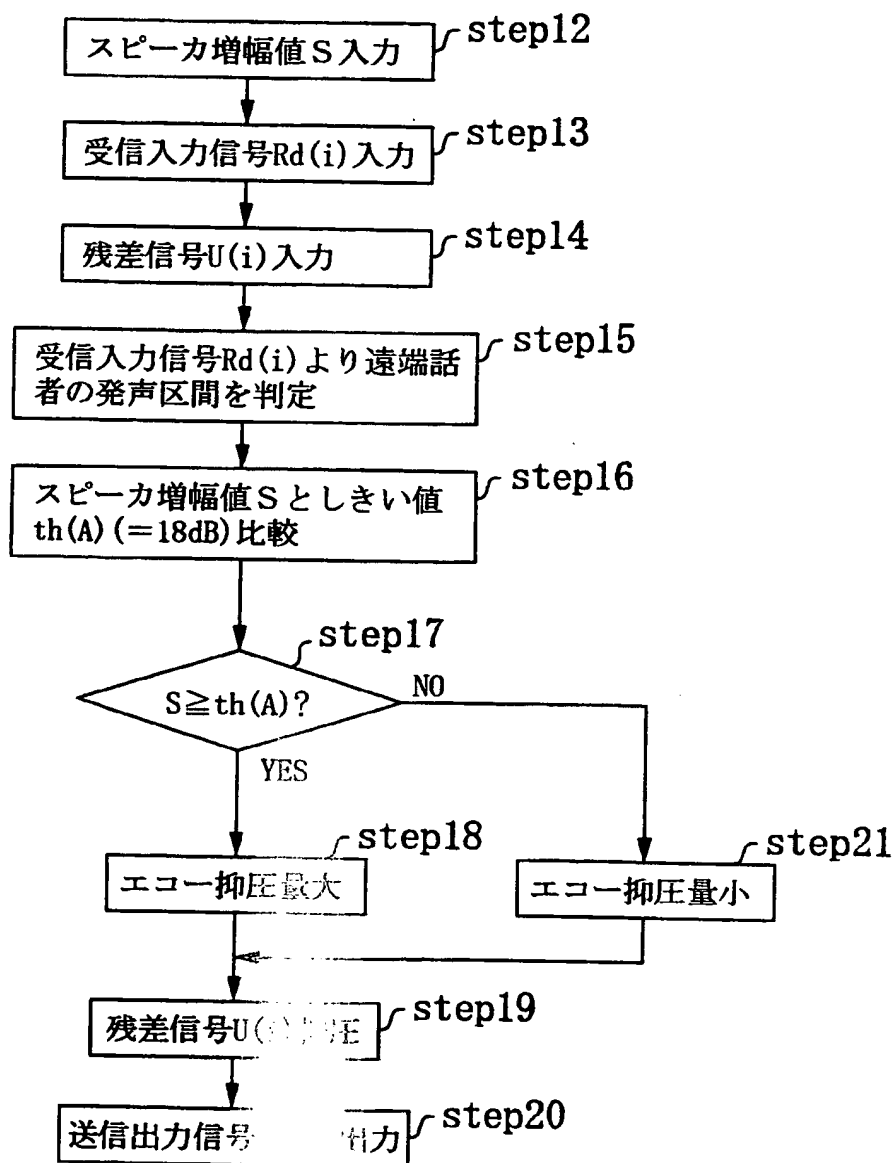 スピーカ増幅値S入力
step12
受信入力信号Rd(i)入力
step13
残差信号U(i)入力
step14
受信入力信号Rd(i)より遠端話
者の発声区間を判定
step15
スピーカ増幅値Sとしきい値
th(A)(=18dB)比較
step16
step17
S≧th(A)?
NO
YES
step18
エコー抑圧量大
step21
エコー抑圧量小
残差信号U(
step19
送信出力信号
出力
step20